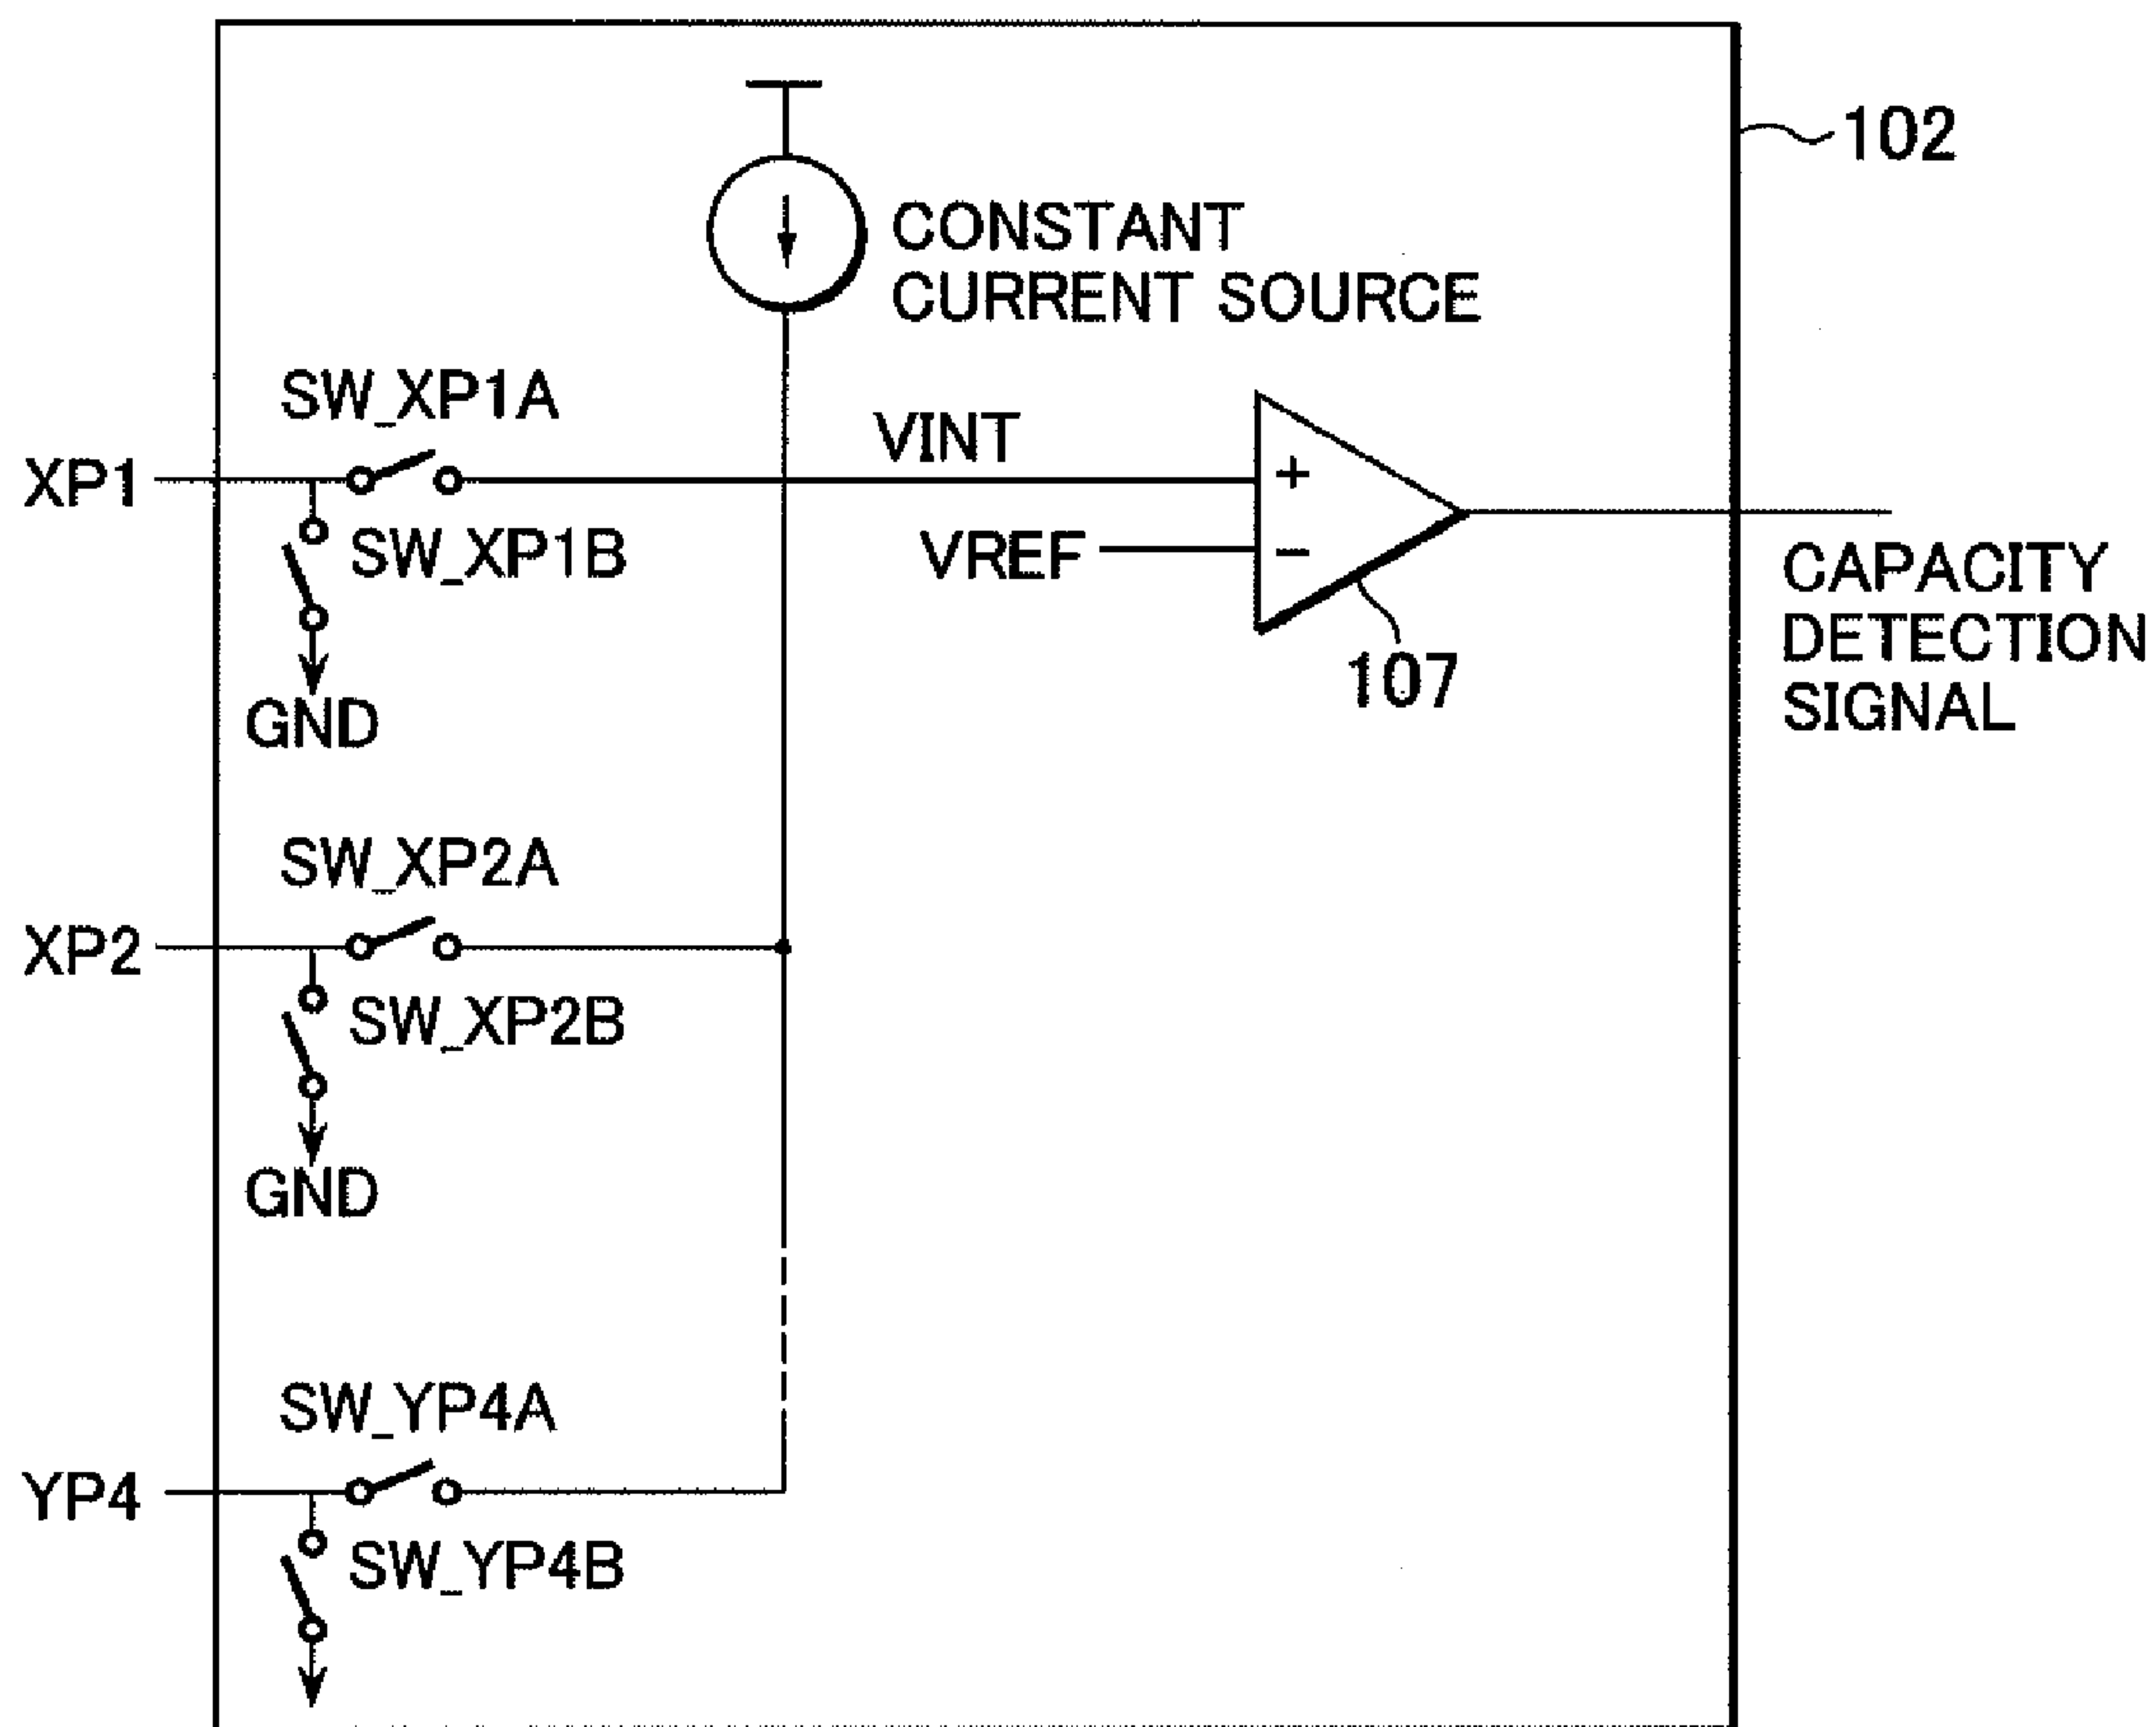 102
CONSTANT
CURRENT SOURCE
SW_XP1A
VINT
XP1
+
SW_XP1B
VREF
−
CAPACITY
DETECTION
SIGNAL
107
GND
SW_XP2A
XP2
SW_XP2B
GND
SW_YP4A
YP4
SW_YP4B